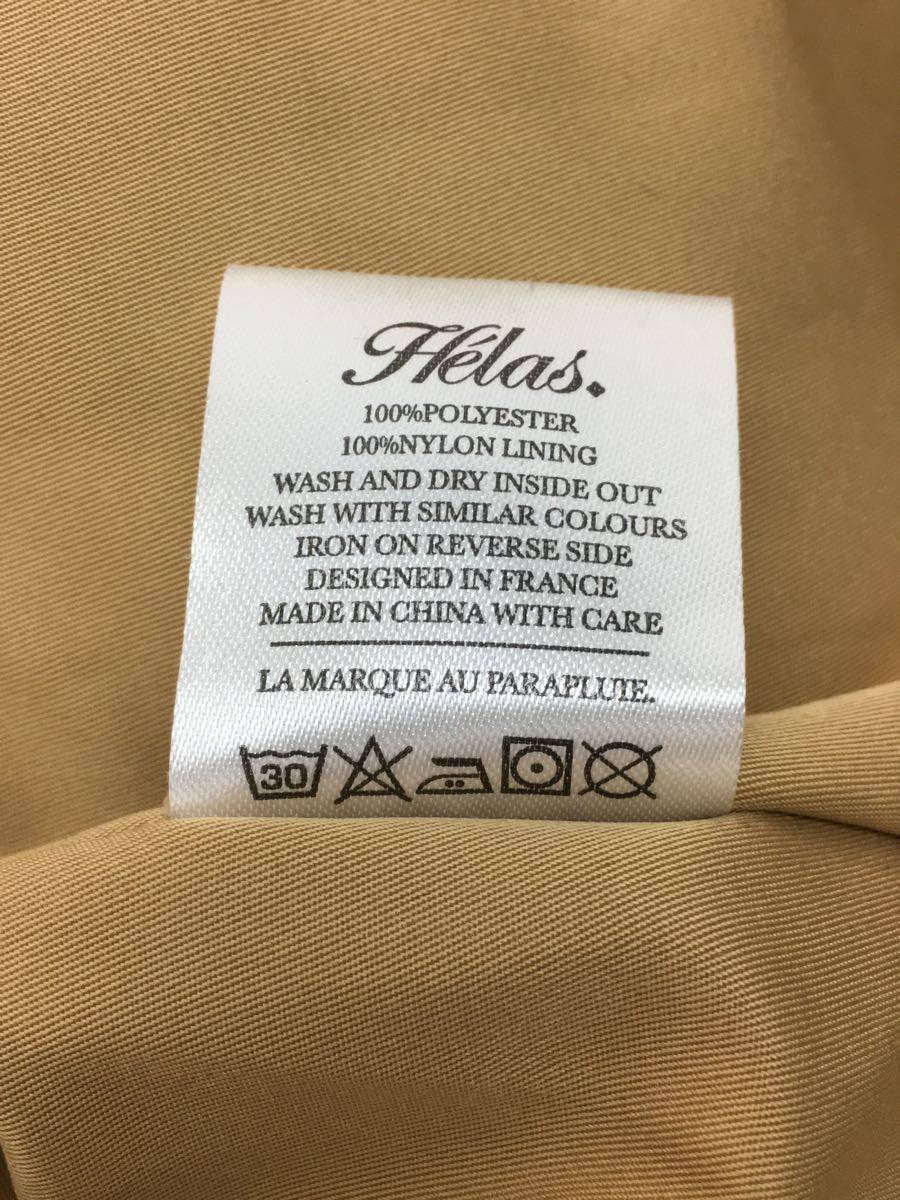 Hélas.
100%POLYESTER
100%NYLON LINING
WASH AND DRY INSIDE OUT
WASH WITH SIMILAR COLOURS
IRON ON REVERSE SIDE
DESIGNED IN FRANCE
MADE IN CHINA WITH CARE
LA MARQUE AU PARAPLUIE.
30